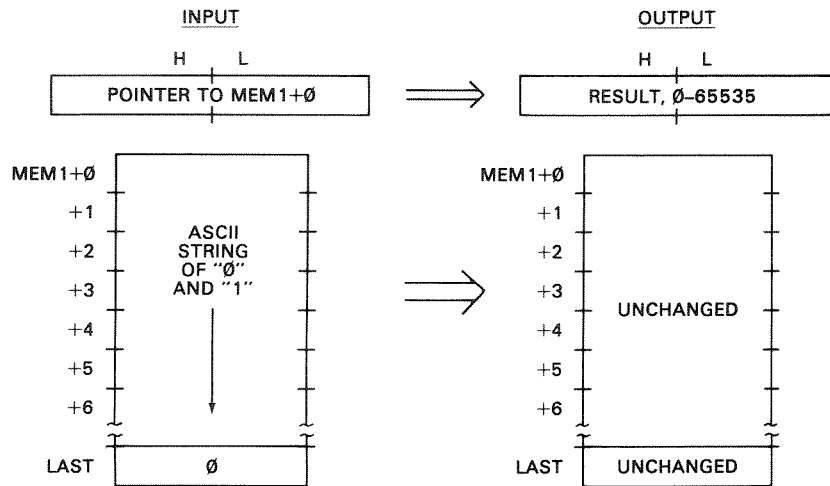 INPUT
H L
POINTER TO MEM1+Ø
MEM1+Ø
+1
+2
+3
+4
+5
+6
LAST
ASCII
STRING
OF "Ø"
AND "1"
Ø
OUTPUT
H L
RESULT, Ø–65535
MEM1+Ø
+1
+2
+3
+4
+5
+6
LAST
UNCHANGED
UNCHANGED